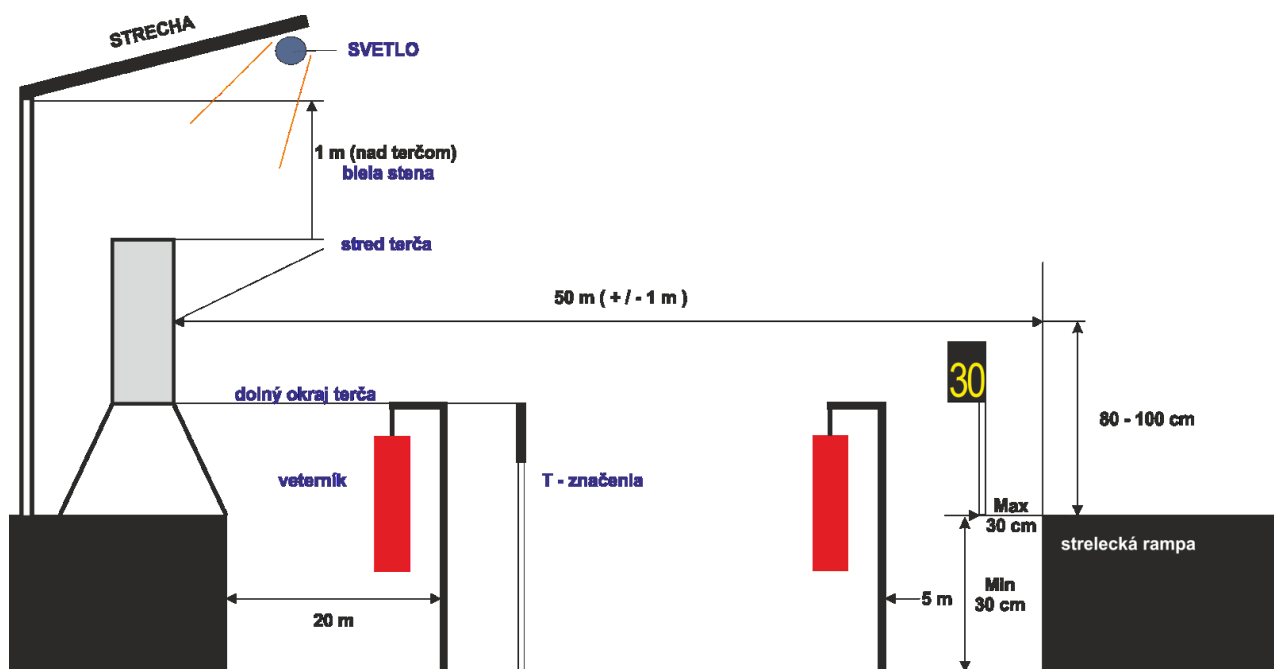 STRECHA
SVETLO
1 m (nad terčom)
biela stena
stred terča
50 m ( + / - 1 m )
30
dolný okraj terča
80 - 100 cm
veterník
T - značenia
Max
30 cm
strelecká rampa
Min
30 cm
5 m
20 m